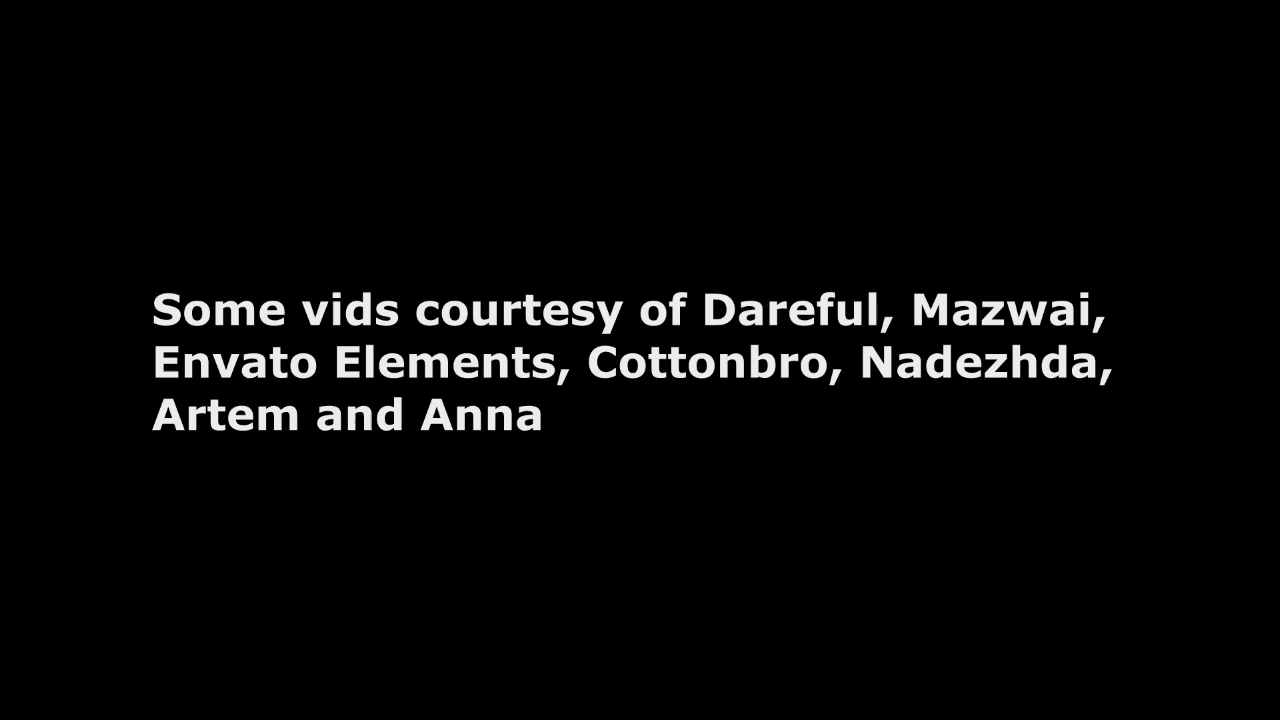 Some vids courtesy of Dareful, Mazwai,
Envato Elements, Cottonbro, Nadezhda,
Artem and Anna